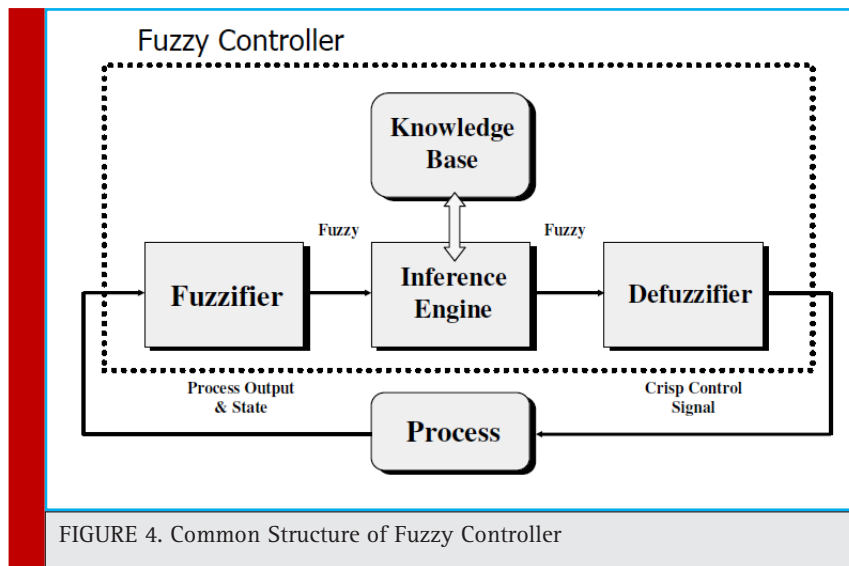 Fuzzy Controller
Knowledge
Base
Fuzzy
Fuzzy
Fuzzifier
Inference
Engine
Defuzzifier
Process Output
& State
Crisp Control
Signal
Process
FIGURE 4. Common Structure of Fuzzy Controller